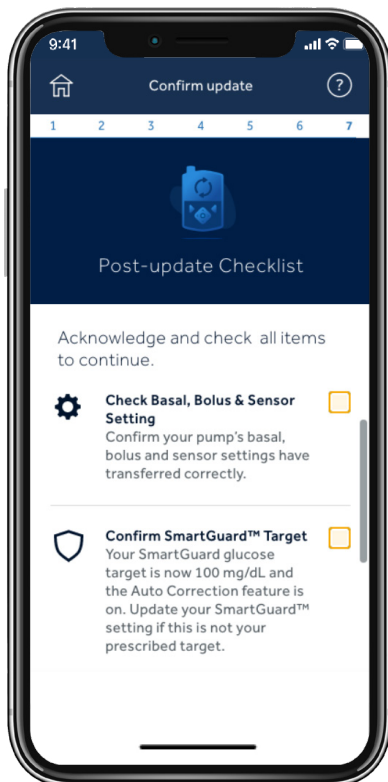 9:41
Confirm update
?
1 2 3 4 5 6 7
Post-update Checklist
Acknowledge and check all items
to continue.
Check Basal, Bolus & Sensor
Setting
Confirm your pump's basal,
bolus and sensor settings have
transferred correctly.
Confirm SmartGuard™ Target
Your SmartGuard glucose
target is now 100 mg/dL and
the Auto Correction feature is
on. Update your SmartGuard™
setting if this is not your
prescribed target.